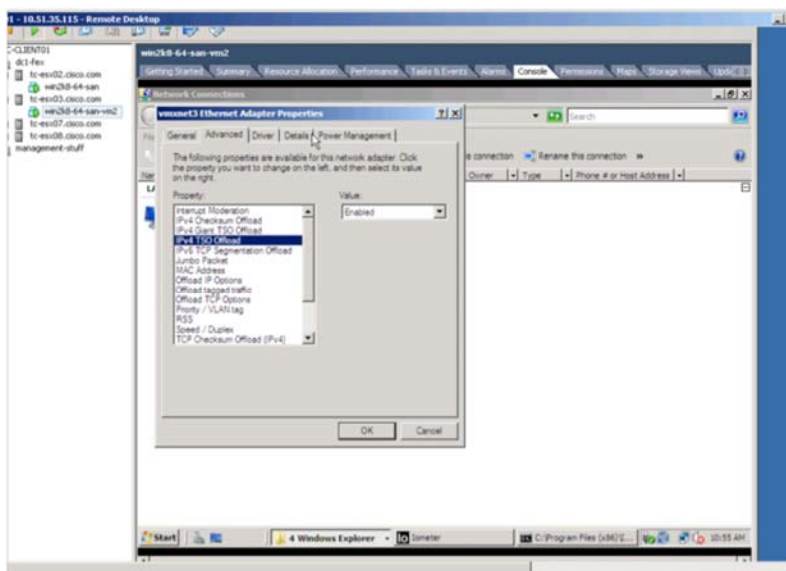 01 - 10.51.35.115 - Remote Desktop
C-CLIENT01
dc1-fex
tc-esx02.cisco.com
win2k8-64-san
tc-esx03.cisco.com
win2k8-64-san-vm2
tc-esx07.cisco.com
tc-esx08.cisco.com
management-stuff
win2k8-64-san-vm2
Getting Started Summary Resource Allocation Performance Tasks & Events Alarms Console Permissions Maps Storage Views
Network Connections
Search
vmxnet3 Ethernet Adapter Properties
General Advanced Driver Details Power Management
The following properties are available for this network adapter. Click
the property you want to change on the left, and then select its value
on the right.
Property:
Value:
Interrupt Moderation
IPv4 Checksum Offload
IPv4 Giant TSO Offload
IPv4 TSO Offload
IPv6 TCP Segmentation Offload
Jumbo Packet
MAC Address
Offload IP Options
Offload tagged traffic
Offload TCP Options
Priority / VLAN tag
RSS
Speed / Duplex
TCP Checksum Offload (IPv4)
Enabled
OK Cancel
is connection Rename this connection »
Owner Type Phone # or Host Address
Start 4 Windows Explorer Iometer C:\Program Files (x86)\ 10:55 AM